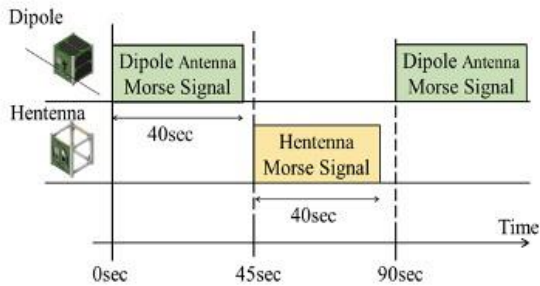 Dipole
Dipole Antenna
Morse Signal
Dipole Antenna
Morse Signal
40sec
Hentenna
Hentenna
Morse Signal
40sec
Time
0sec
45sec
90sec